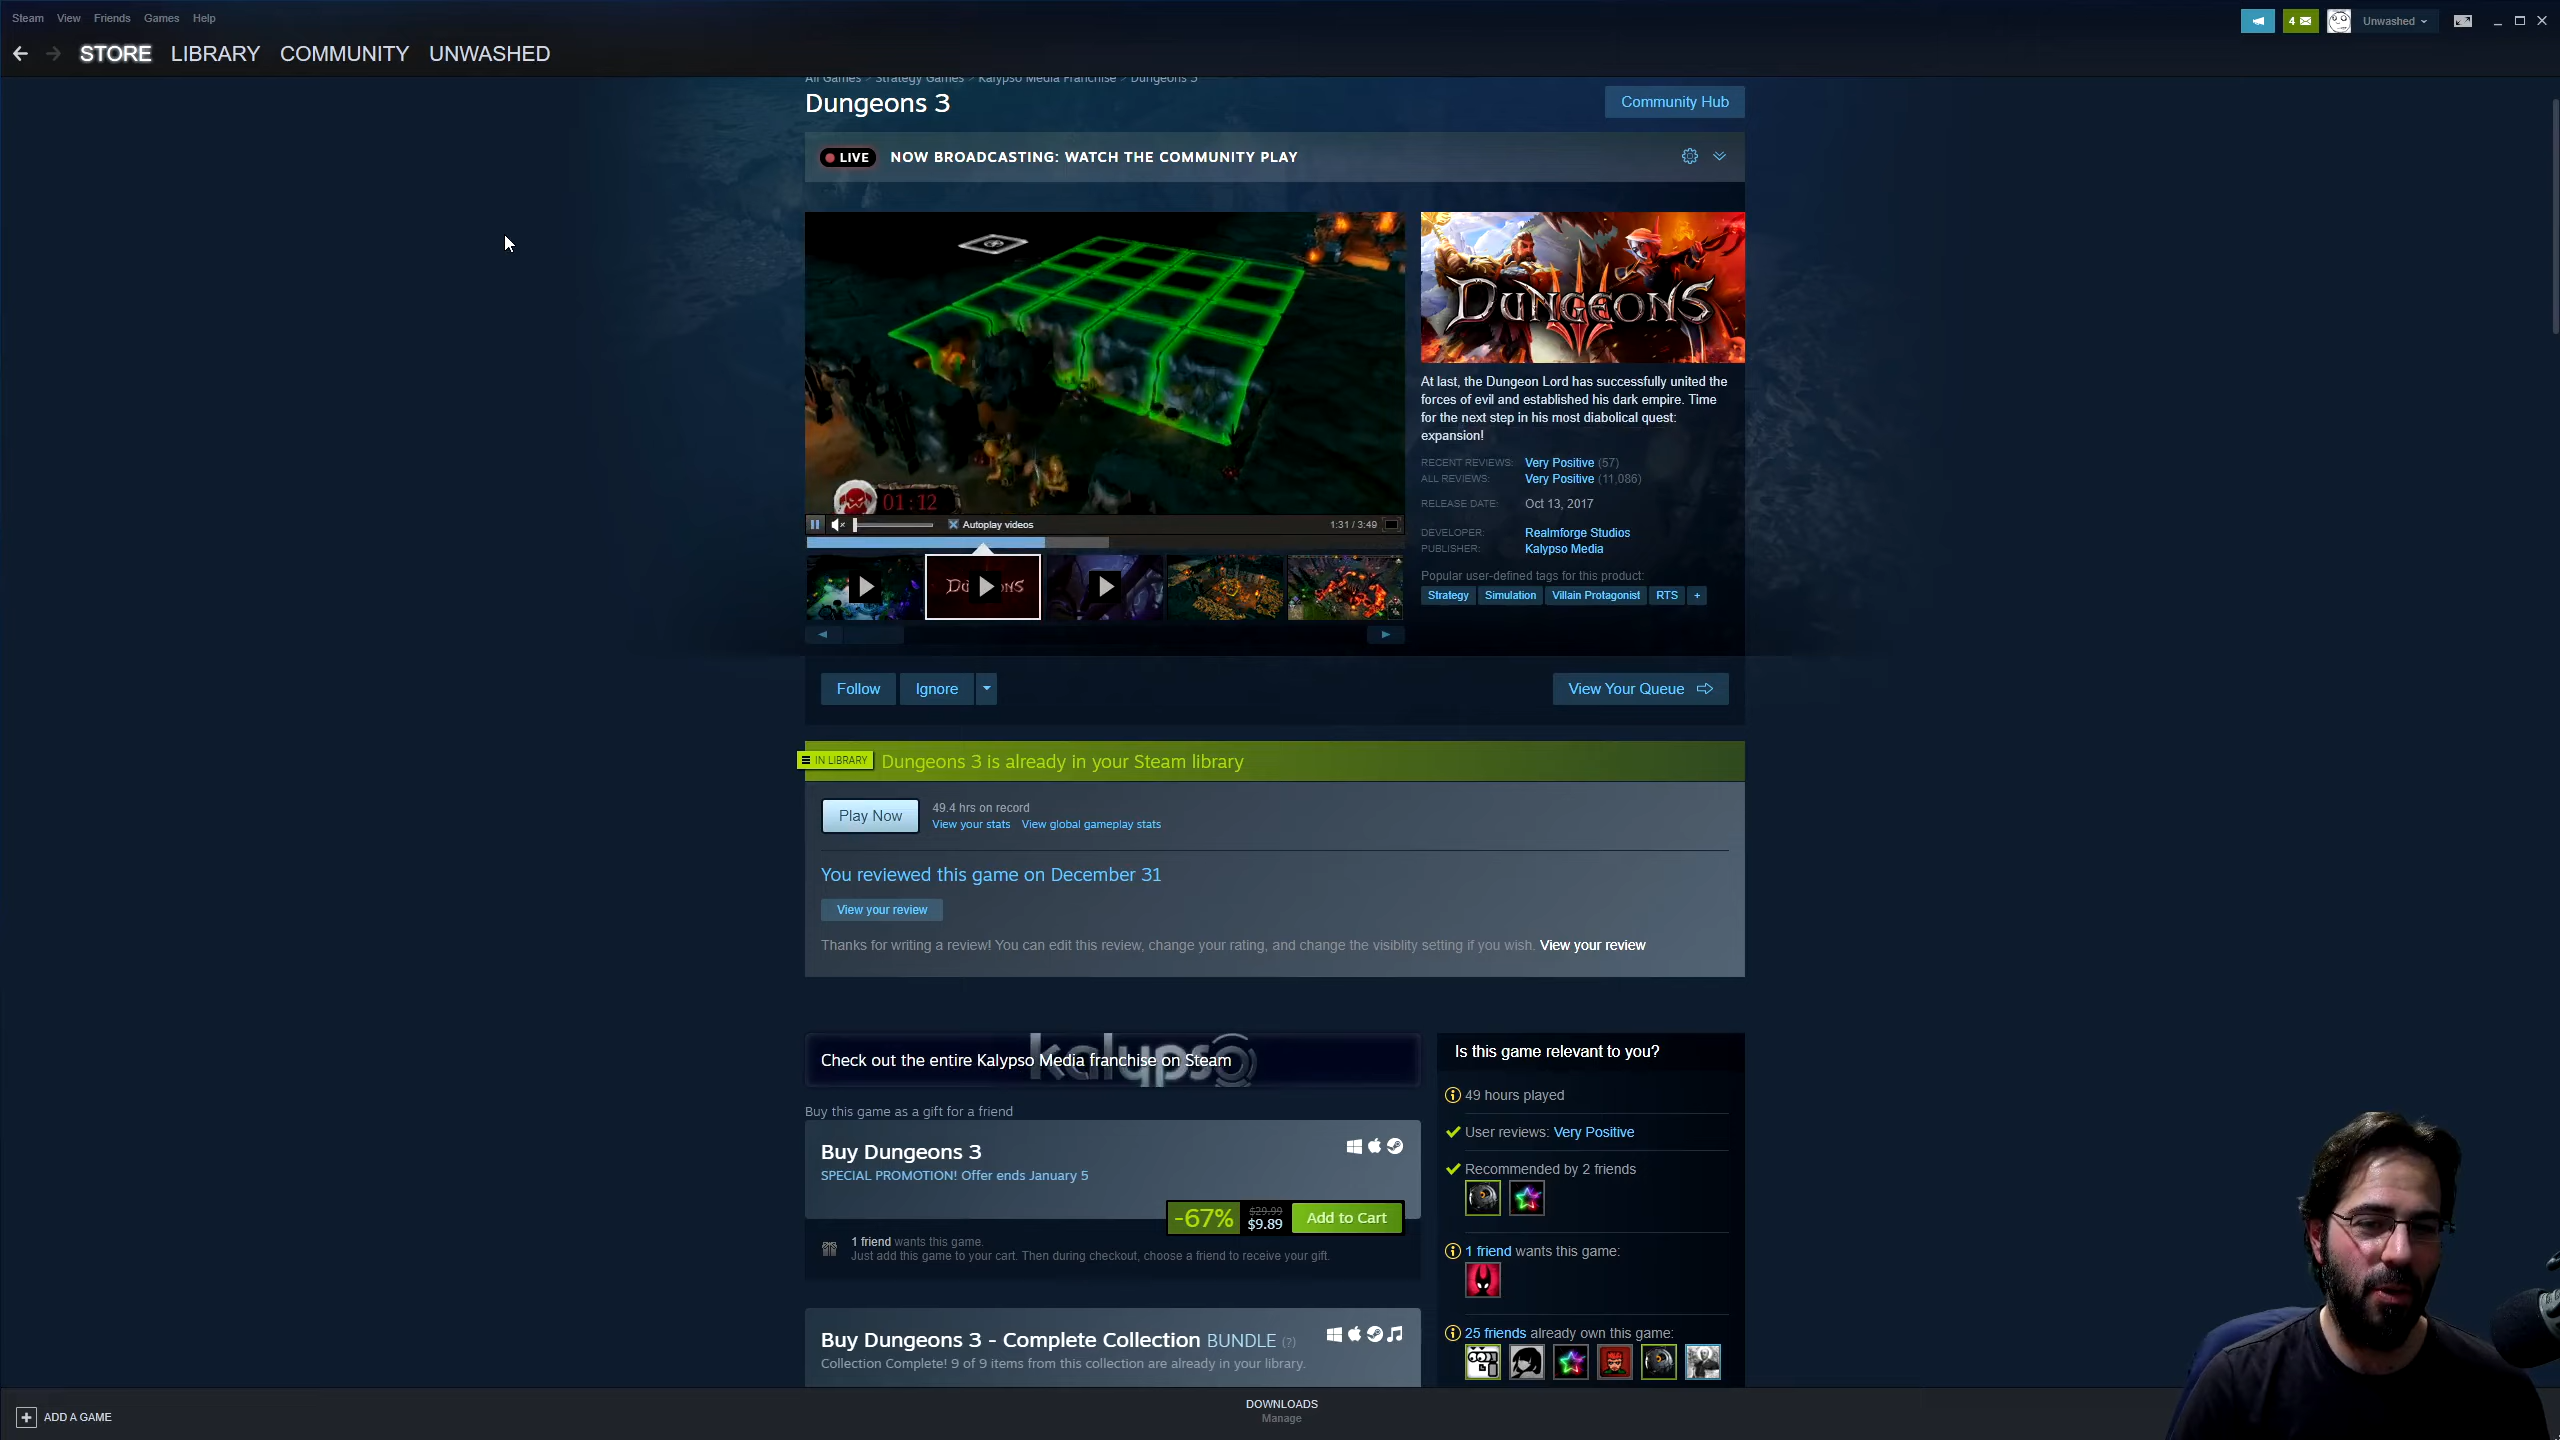 Steam View Friends Games Help
4
Unwashed
STORE LIBRARY COMMUNITY UNWASHED
All Games > Strategy Games > Kalypso Media Franchise > Dungeons 3
Dungeons 3
Community Hub
LIVE NOW BROADCASTING: WATCH THE COMMUNITY PLAY
01:12
Autoplay videos
1:31 / 3:49
DUNGEONS
DUNGEONS
At last, the Dungeon Lord has successfully united the
forces of evil and established his dark empire. Time
for the next step in his most diabolical quest:
expansion!
RECENT REVIEWS: Very Positive (57)
ALL REVIEWS: Very Positive (11,086)
RELEASE DATE: Oct 13, 2017
DEVELOPER: Realmforge Studios
PUBLISHER: Kalypso Media
Popular user-defined tags for this product:
Strategy Simulation Villain Protagonist RTS +
Follow Ignore
View Your Queue
IN LIBRARY Dungeons 3 is already in your Steam library
Play Now
49.4 hrs on record
View your stats View global gameplay stats
You reviewed this game on December 31
View your review
Thanks for writing a review! You can edit this review, change your rating, and change the visiblity setting if you wish. View your review
kalypso
Check out the entire Kalypso Media franchise on Steam
Buy this game as a gift for a friend
Buy Dungeons 3
SPECIAL PROMOTION! Offer ends January 5
-67% $29.99 $9.89 Add to Cart
1 friend wants this game.
Just add this game to your cart. Then during checkout, choose a friend to receive your gift.
Buy Dungeons 3 - Complete Collection BUNDLE (?)
Collection Complete! 9 of 9 items from this collection are already in your library.
Is this game relevant to you?
49 hours played
User reviews: Very Positive
Recommended by 2 friends
1 friend wants this game:
25 friends already own this game:
ADD A GAME
DOWNLOADS
Manage